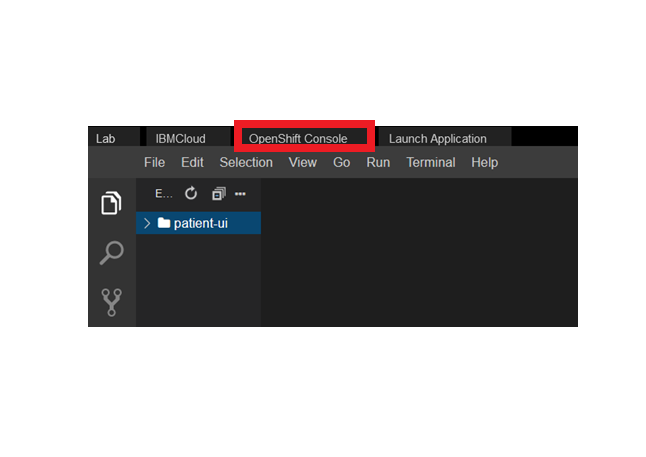 Lab IBMCloud OpenShift Console Launch Application
File Edit Selection View Go Run Terminal Help
E...
patient-ui